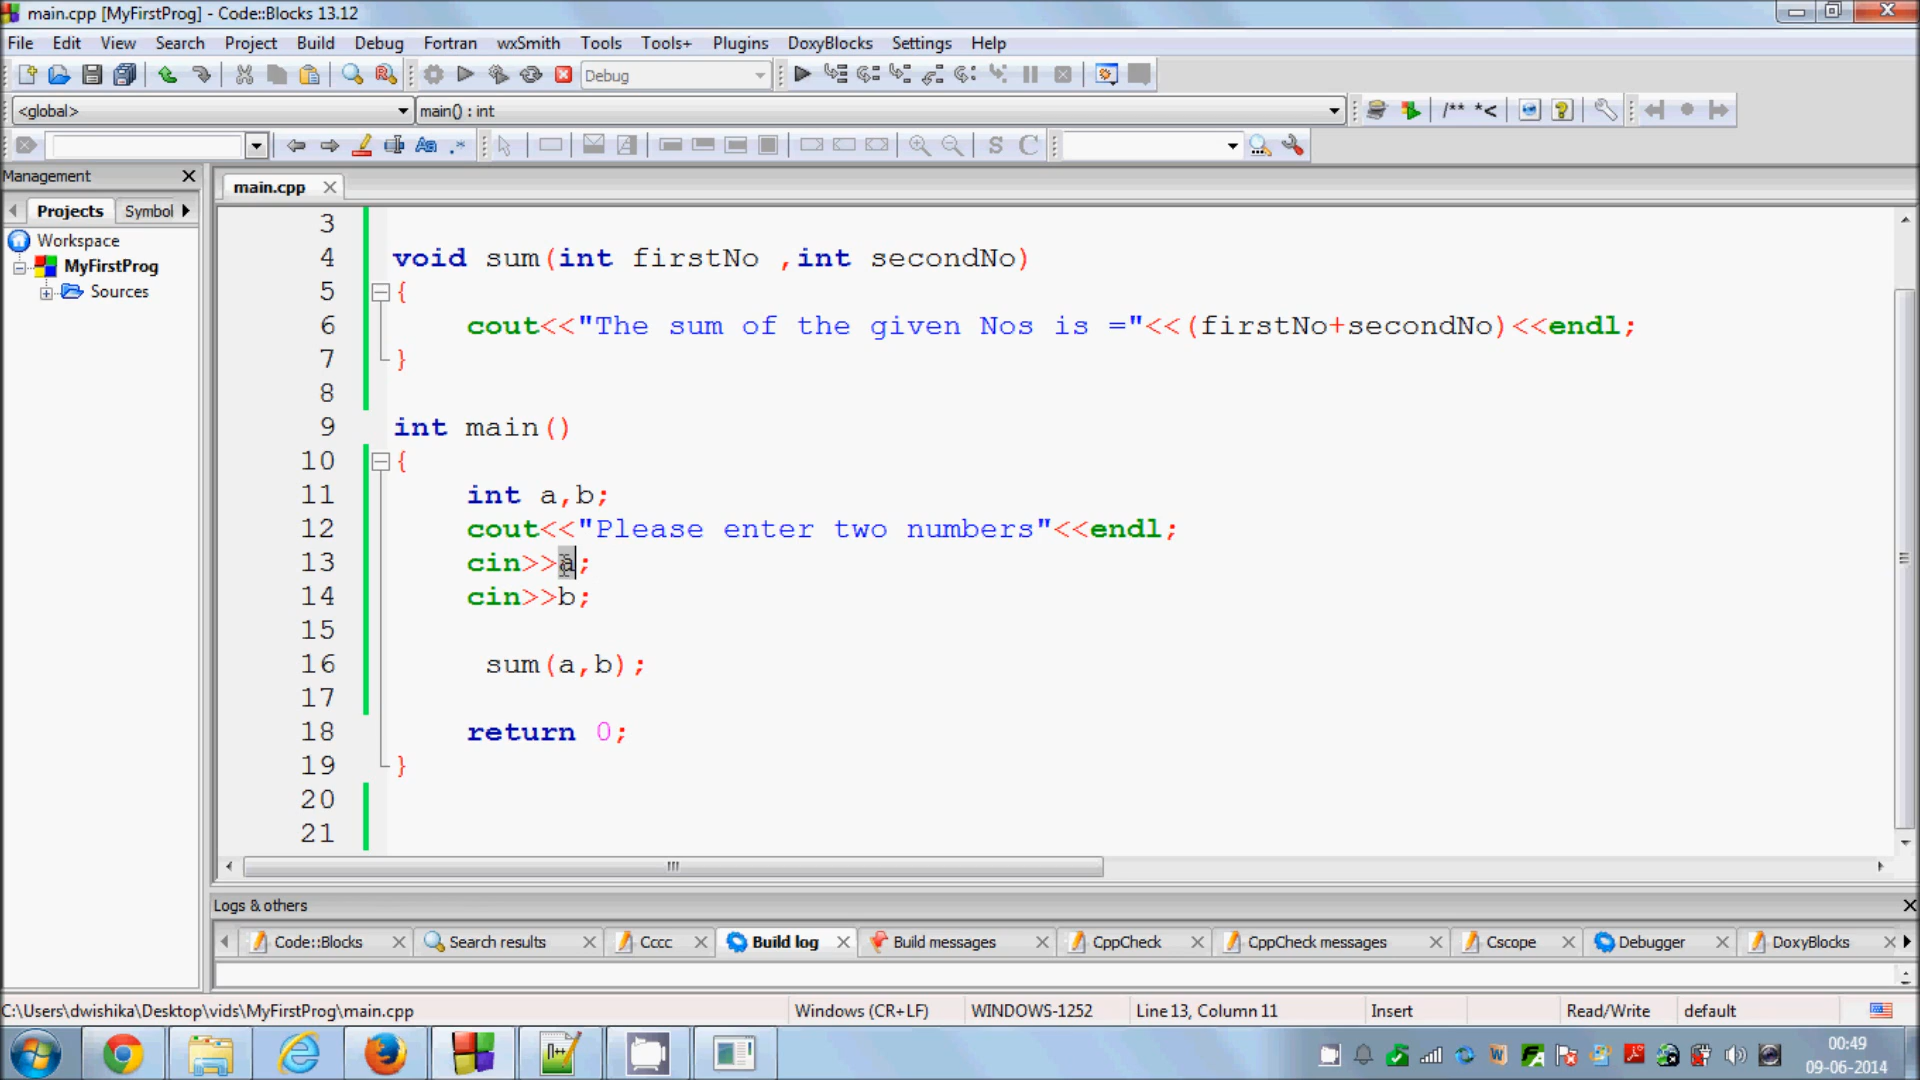 main.cpp [MyFirstProg] - Code::Blocks 13.12
File Edit View Search Project Build Debug Fortran wxSmith Tools Tools+ Plugins DoxyBlocks Settings Help
Debug
<global> main() : int /** *<
Aa .* S C
Management
main.cpp
Projects Symbol
Workspace
MyFirstProg
Sources
3
4 void sum(int firstNo ,int secondNo)
5 {
6 cout<<"The sum of the given Nos is ="<<(firstNo+secondNo)<<endl;
7 }
8
9 int main()
10 {
11 int a,b;
12 cout<<"Please enter two numbers"<<endl;
13 cin>>a;
14 cin>>b;
15
16 sum(a,b);
17
18 return 0;
19 }
20
21
Logs & others
Code::Blocks Search results Cccc Build log Build messages CppCheck CppCheck messages Cscope Debugger DoxyBlocks
C:\Users\dwishika\Desktop\vids\MyFirstProg\main.cpp Windows (CR+LF) WINDOWS-1252 Line 13, Column 11 Insert Read/Write default
00:49
09-06-2014